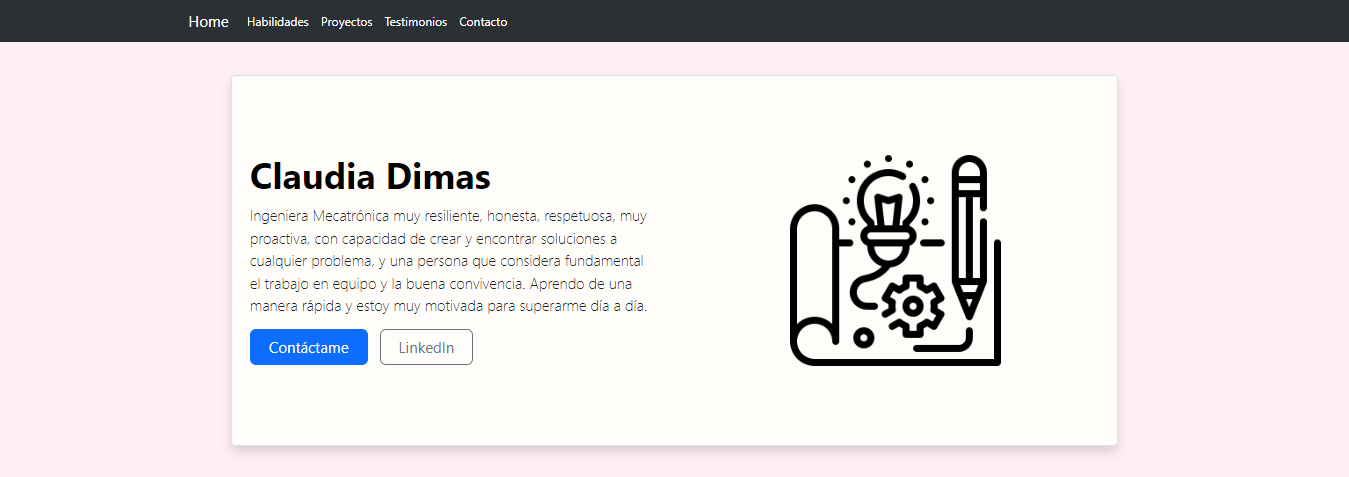 Home Habilidades Proyectos Testimonios Contacto
Claudia Dimas
Ingeniera Mecatrónica muy resiliente, honesta, respetuosa, muy
proactiva, con capacidad de crear y encontrar soluciones a
cualquier problema, y una persona que considera fundamental
el trabajo en equipo y la buena convivencia. Aprendo de una
manera rápida y estoy muy motivada para superarme día a día.
Contáctame LinkedIn